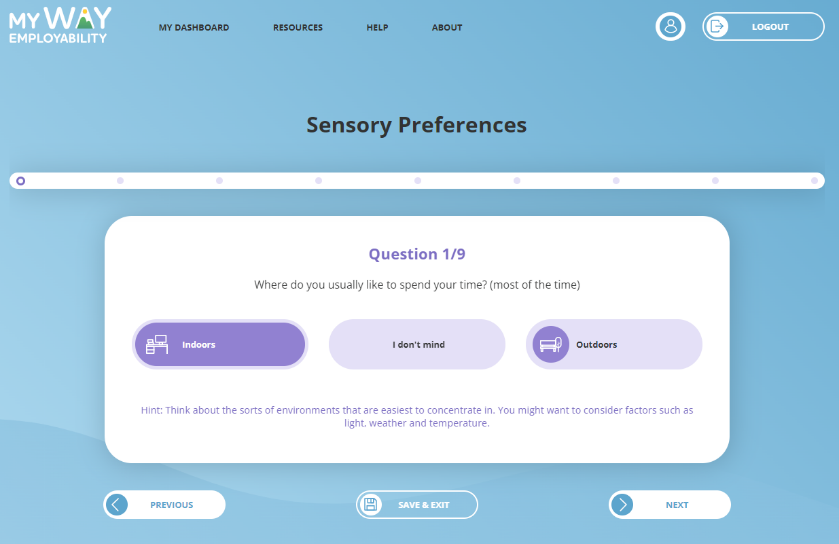 MY WAY
EMPLOYABILITY
MY DASHBOARD
RESOURCES
HELP
ABOUT
LOGOUT
Sensory Preferences
Question 1/9
Where do you usually like to spend your time? (most of the time)
Indoors
I don't mind
Outdoors
Hint: Think about the sorts of environments that are easiest to concentrate in. You might want to consider factors such as
light, weather and temperature.
PREVIOUS
SAVE & EXIT
NEXT